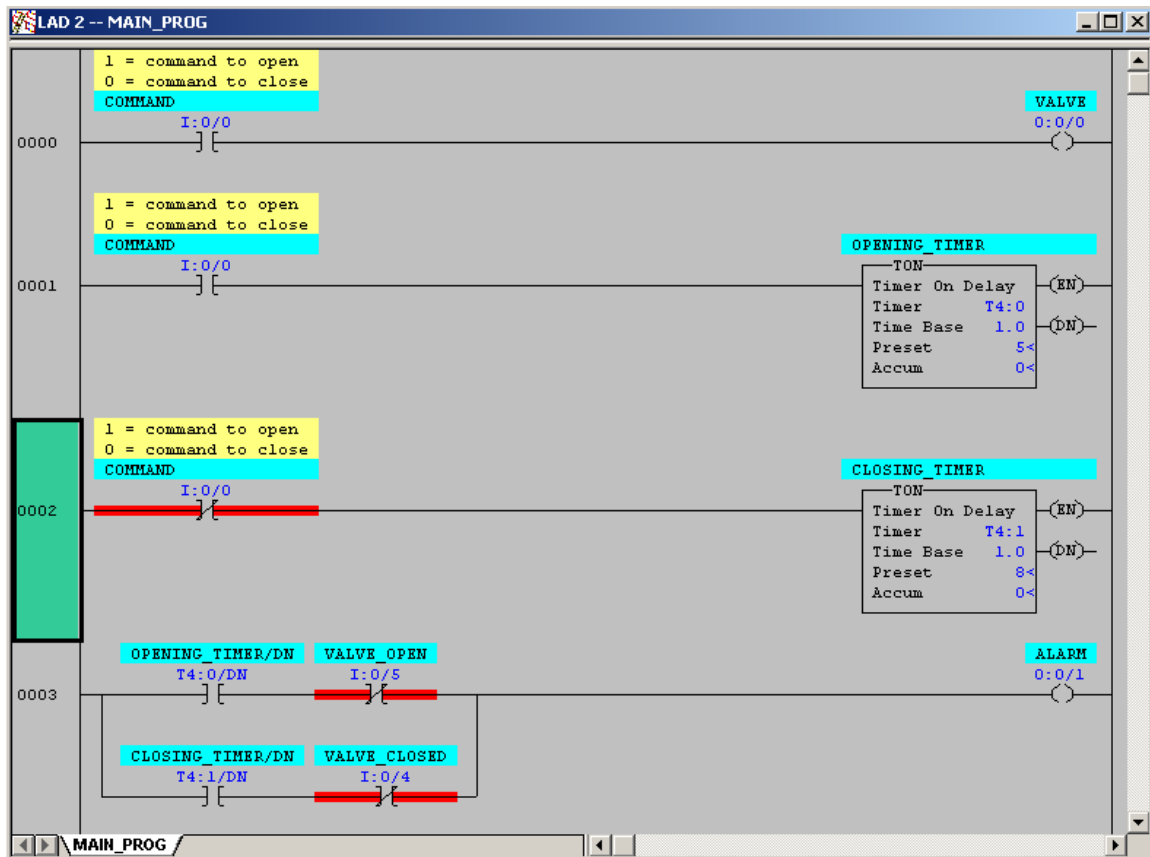 LAD 2 -- MAIN_PROG
1 = command to open
0 = command to close
COMMAND
I:0/0
VALVE
O:0/0
0000
1 = command to open
0 = command to close
COMMAND
I:0/0
OPENING_TIMER
TON
0001
Timer On Delay
(EN)
Timer T4:0
Time Base 1.0
(DN)
Preset 5<
Accum 0<
1 = command to open
0 = command to close
COMMAND
I:0/0
CLOSING_TIMER
TON
0002
Timer On Delay
(EN)
Timer T4:1
Time Base 1.0
(DN)
Preset 8<
Accum 0<
OPENING_TIMER/DN VALVE_OPEN
T4:0/DN I:0/5
ALARM
O:0/1
0003
CLOSING_TIMER/DN VALVE_CLOSED
T4:1/DN I:0/4
MAIN_PROG